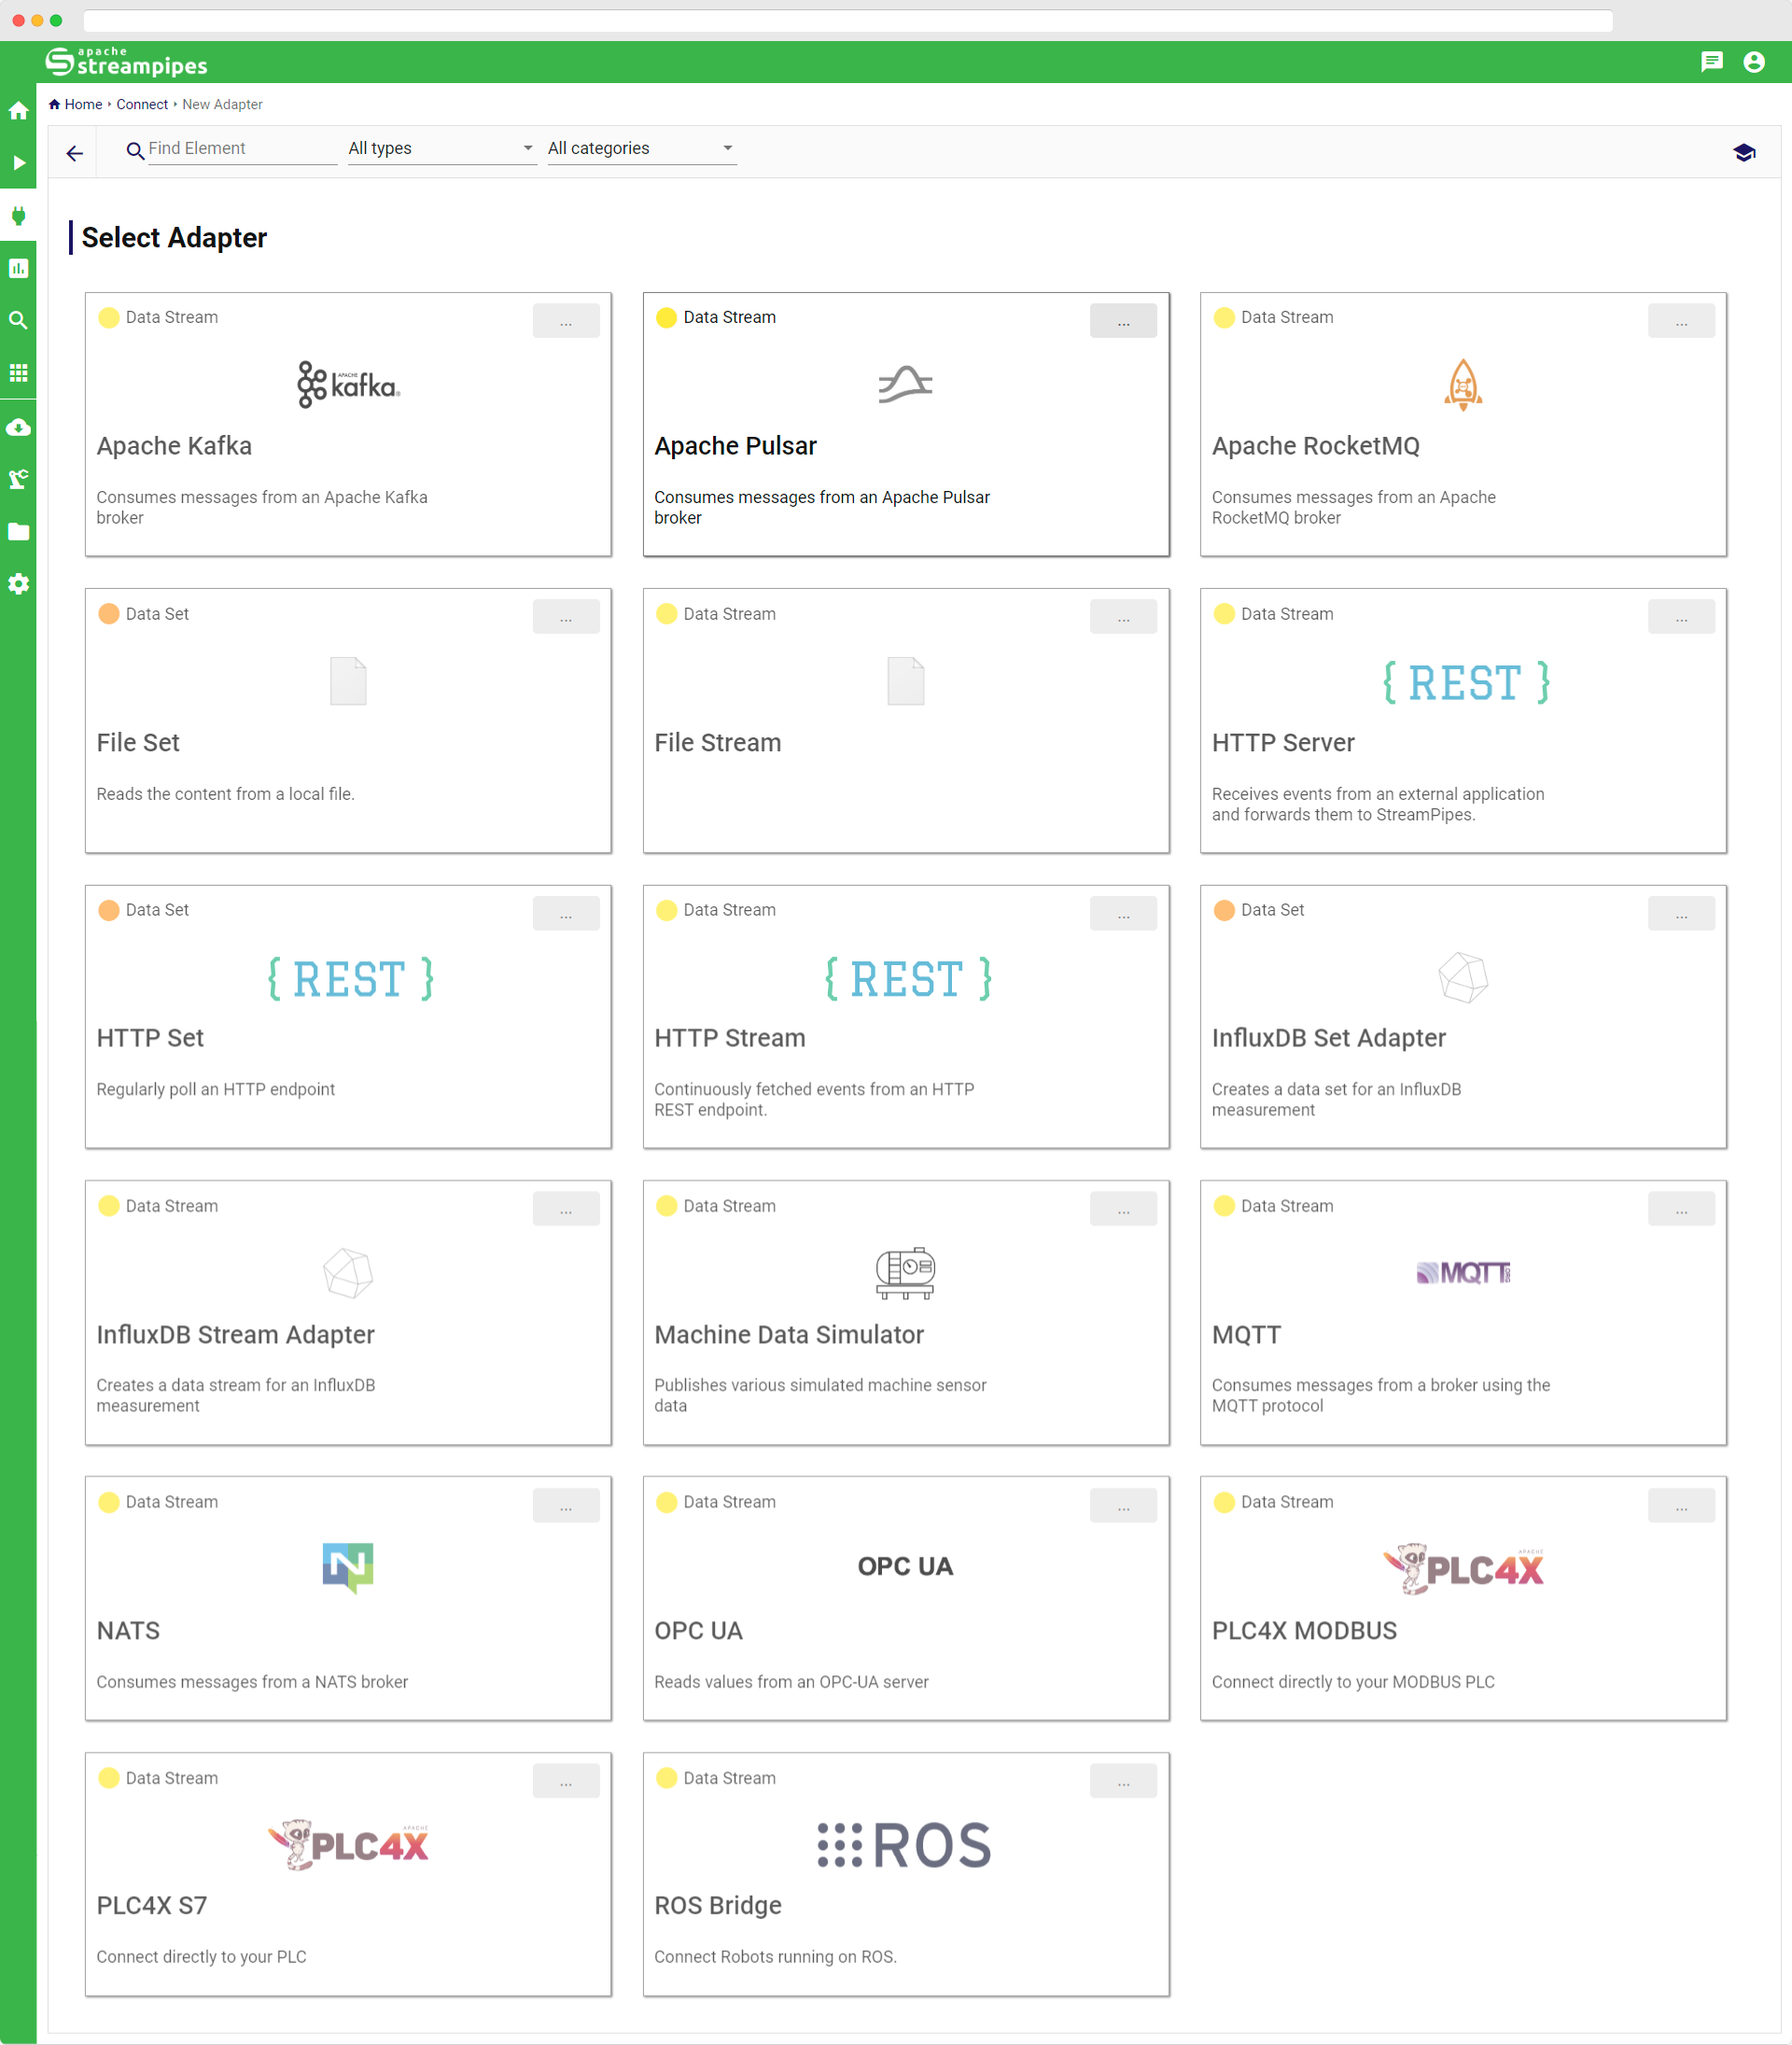 apache
streampipes
Home
Connect
New Adapter
Find Element
All types
All categories
Select Adapter
Data Stream
...
APACHE
kafka®
Apache Kafka
Consumes messages from an Apache Kafka
broker
Data Stream
...
Apache Pulsar
Consumes messages from an Apache Pulsar
broker
Data Stream
...
Apache RocketMQ
Consumes messages from an Apache
RocketMQ broker
Data Set
...
File Set
Reads the content from a local file.
Data Stream
...
File Stream
Data Stream
...
{ REST }
HTTP Server
Receives events from an external application
and forwards them to StreamPipes.
Data Set
...
{ REST }
HTTP Set
Regularly poll an HTTP endpoint
Data Stream
...
{ REST }
HTTP Stream
Continuously fetched events from an HTTP
REST endpoint.
Data Set
...
InfluxDB Set Adapter
Creates a data set for an InfluxDB
measurement
Data Stream
...
InfluxDB Stream Adapter
Creates a data stream for an InfluxDB
measurement
Data Stream
...
Machine Data Simulator
Publishes various simulated machine sensor
data
Data Stream
...
MQTT
MQTT
Consumes messages from a broker using the
MQTT protocol
Data Stream
...
N
NATS
Consumes messages from a NATS broker
Data Stream
...
OPC UA
OPC UA
Reads values from an OPC-UA server
Data Stream
...
APACHE
PLC4X
PLC4X MODBUS
Connect directly to your MODBUS PLC
Data Stream
...
APACHE
PLC4X
PLC4X S7
Connect directly to your PLC
Data Stream
...
ROS
ROS Bridge
Connect Robots running on ROS.